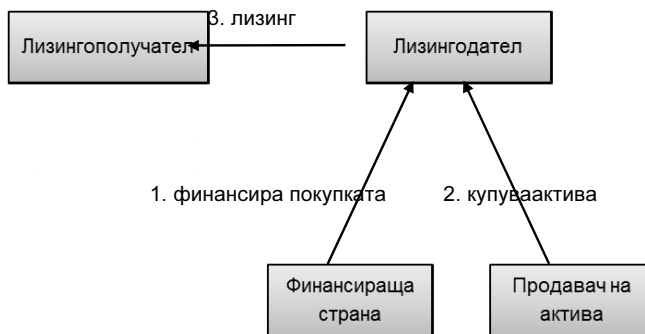 3. лизинг
Лизингополучател
Лизингодател
1. финансира покупката
2. купуваактива
Финансираща
страна
Продавач на
актива